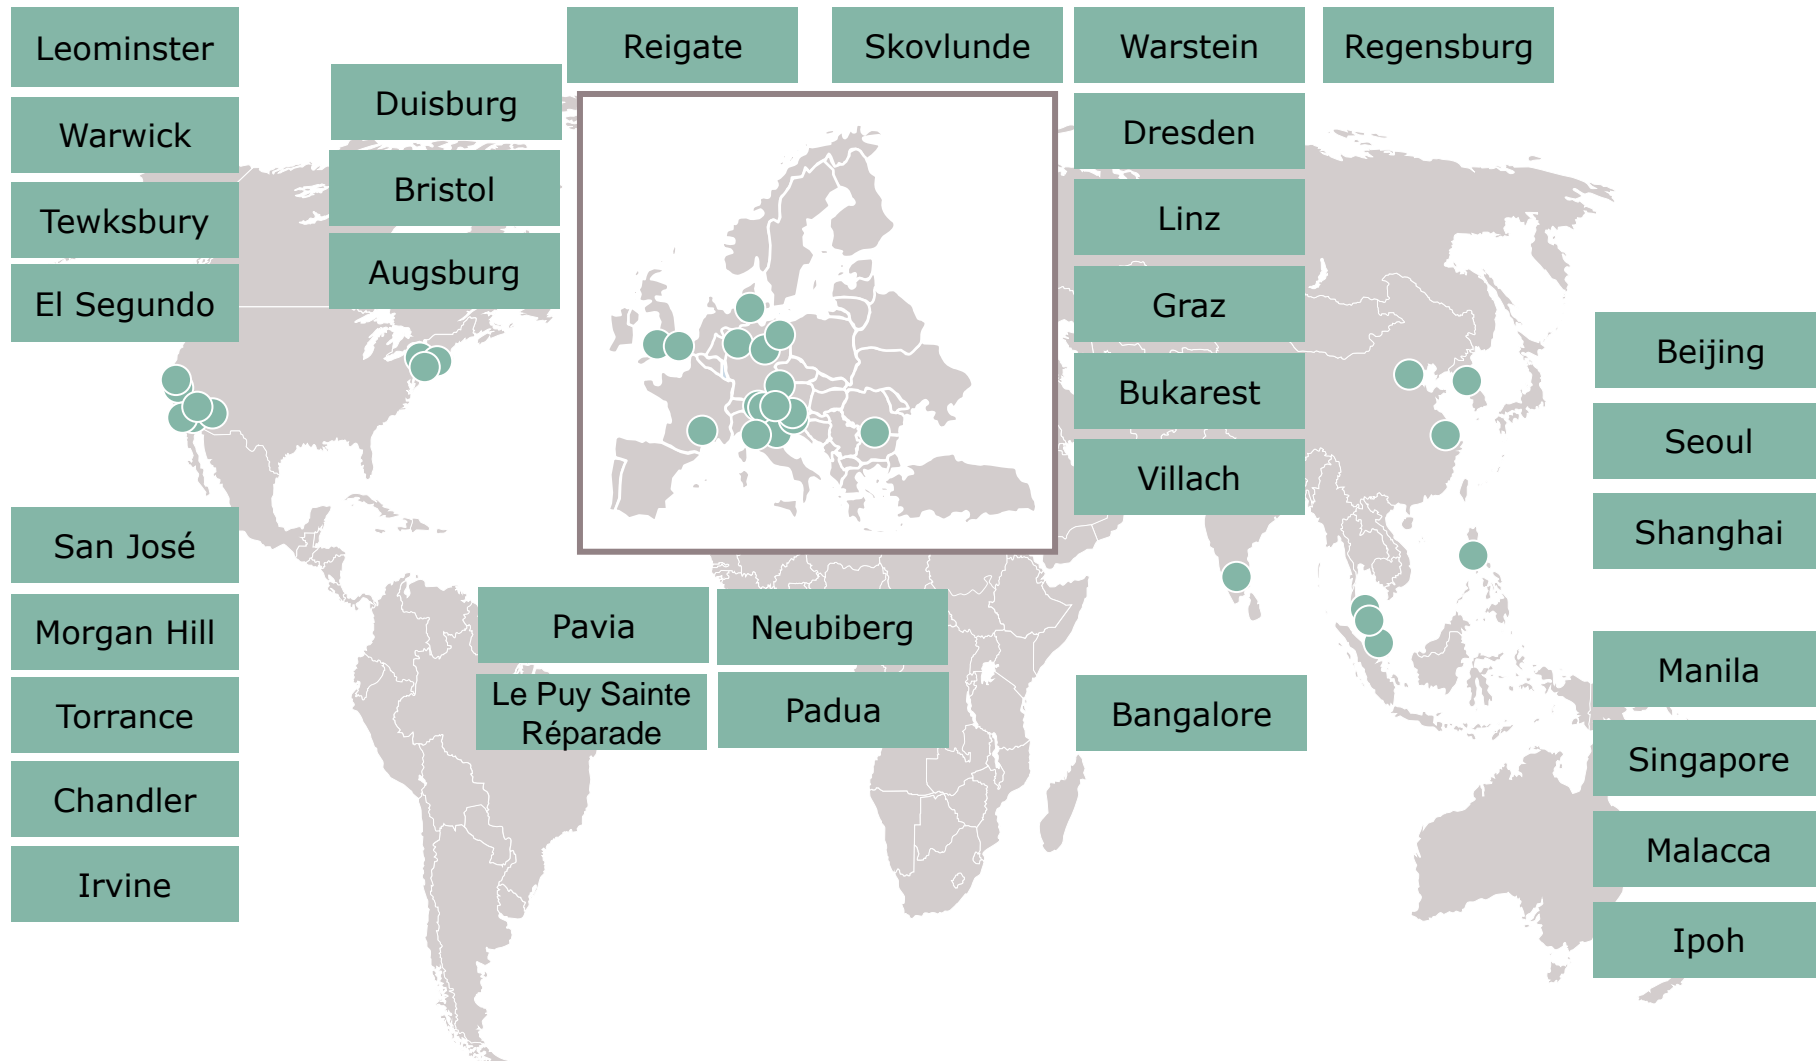 Leominster
Warwick
Tewksbury
El Segundo
Duisburg
Bristol
Augsburg
Reigate
Skovlunde
Warstein
Regensburg
Dresden
Linz
Graz
Bukarest
Villach
Beijing
Seoul
Shanghai
San José
Morgan Hill
Torrance
Chandler
Irvine
Pavia
Neubiberg
Le Puy Sainte
Réparade
Padua
Bangalore
Manila
Singapore
Malacca
Ipoh